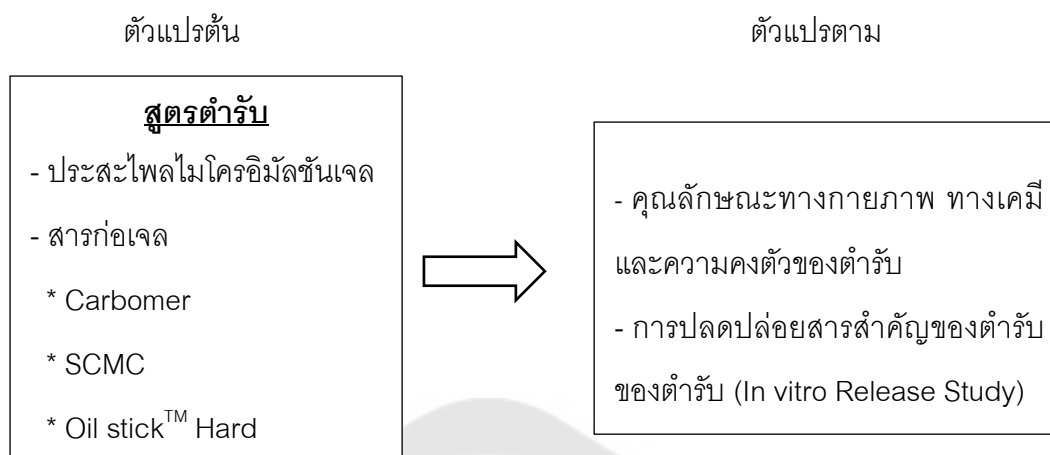 ตัวแปรต้น
ตัวแปรตาม
สูตรตำรับ
- ประสะไพลไมโครอิมัลชันเจล
- สารก่อเจล
* Carbomer
* SCMC
* Oil stick™ Hard
- คุณลักษณะทางกายภาพ ทางเคมี
และความคงตัวของตำรับ
- การปลดปล่อยสารสำคัญของตำรับ
ของตำรับ (In vitro Release Study)